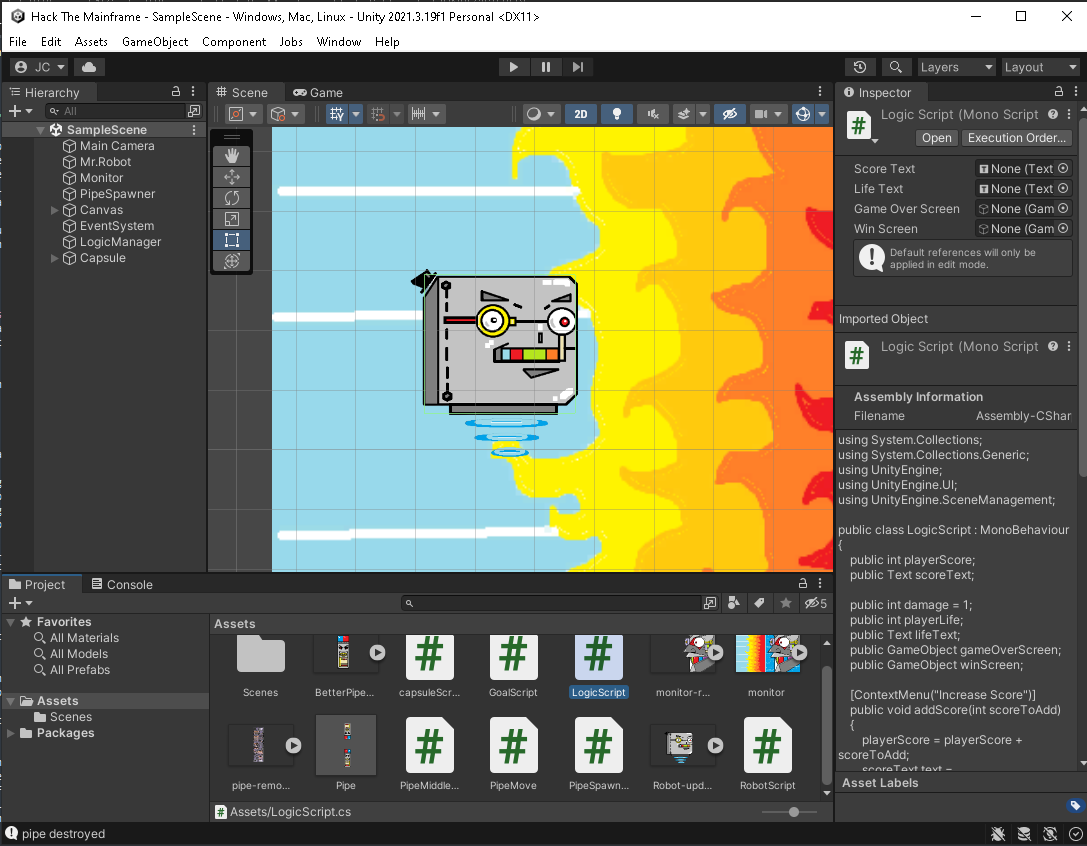 Hack The Mainframe - SampleScene - Windows, Mac, Linux - Unity 2021.3.19f1 Personal <DX11>
File Edit Assets GameObject Component Jobs Window Help
JC Layers Layout
Hierarchy
All
SampleScene
Main Camera
Mr.Robot
Monitor
PipeSpawner
Canvas
EventSystem
LogicManager
Capsule
Scene Game
2D
Inspector
Logic Script (Mono Script
Open Execution Order...
Score Text None (Text
Life Text None (Text
Game Over Screen None (Gam
Win Screen None (Gam
Default references will only be
applied in edit mode.
Imported Object
Logic Script (Mono Script
Assembly Information
Filename Assembly-CShar
using System.Collections;
using System.Collections.Generic;
using UnityEngine;
using UnityEngine.UI;
using UnityEngine.SceneManagement;
public class LogicScript : MonoBehaviour
{
public int playerScore;
public Text scoreText;
public int damage = 1;
public int playerLife;
public Text lifeText;
public GameObject gameOverScreen;
public GameObject winScreen;
[ContextMenu("Increase Score")]
public void addScore(int scoreToAdd)
{
playerScore = playerScore +
scoreToAdd;
scoreText.text =
Asset Labels
Project Console
5
Favorites
All Materials
All Models
All Prefabs
Assets
Scenes
Packages
Assets
Scenes BetterPipe... capsuleScr... GoalScript LogicScript monitor-r... monitor
pipe-remo... Pipe PipeMiddle... PipeMove PipeSpawn... Robot-upd... RobotScript
Assets/LogicScript.cs
pipe destroyed